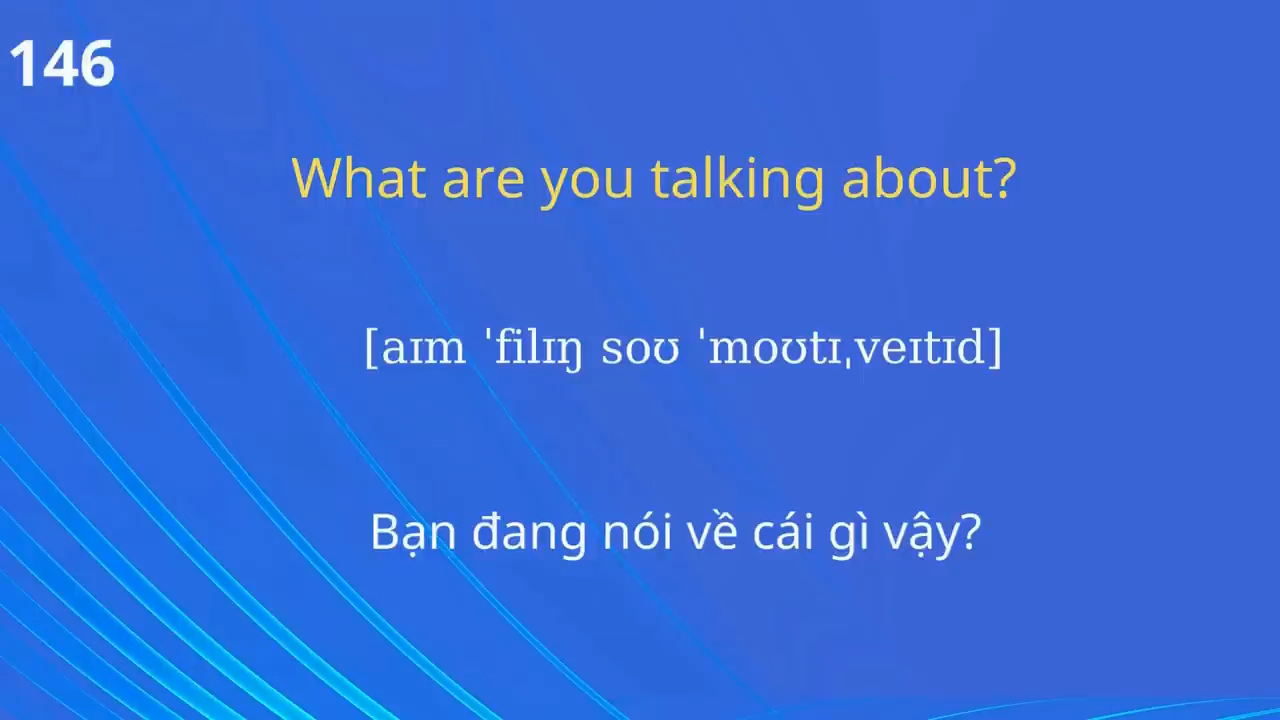 146
What are you talking about?
[aɪm ˈfilɪŋ soʊ ˈmoʊtɪˌveɪtɪd]
Bạn đang nói về cái gì vậy?